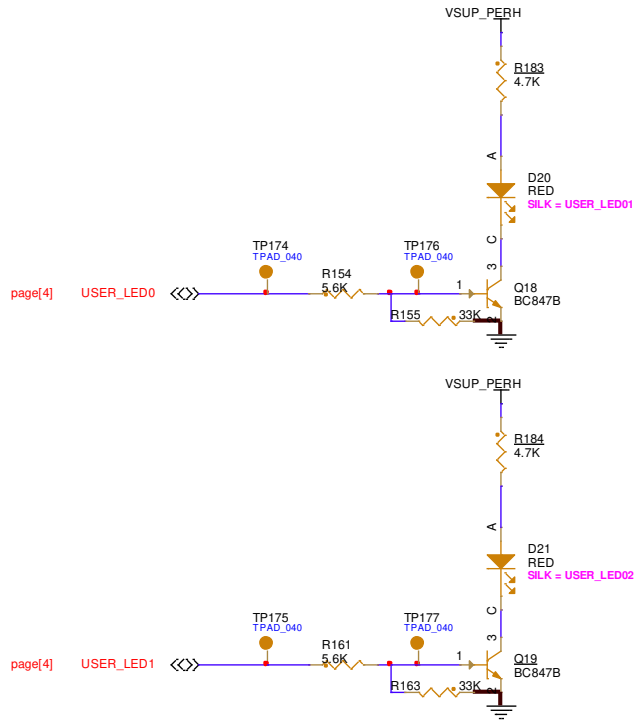 VSUP_PERH
R183
4.7K
A
D20
RED
SILK = USER_LED01
C
TP174
TPAD_040
TP176
TPAD_040
3
R154
5.6K
page[4] USER_LED0
1
Q18
BC847B
R155
33K
2
VSUP_PERH
R184
4.7K
A
D21
RED
SILK = USER_LED02
C
TP175
TPAD_040
TP177
TPAD_040
3
R161
5.6K
page[4] USER_LED1
1
Q19
BC847B
R163
33K
2